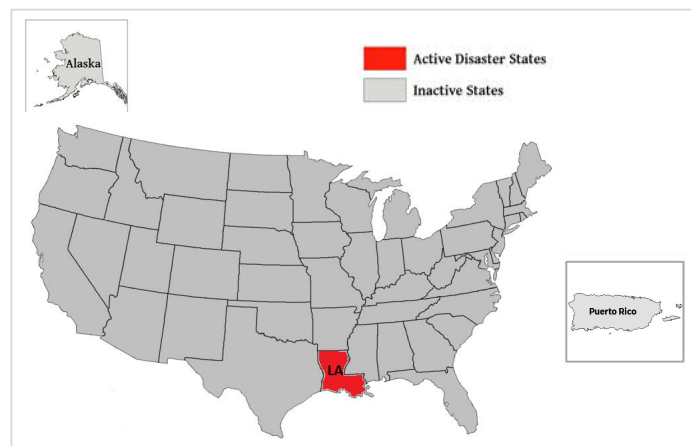 Alaska
Active Disaster States
Inactive States
Puerto Rico
LA